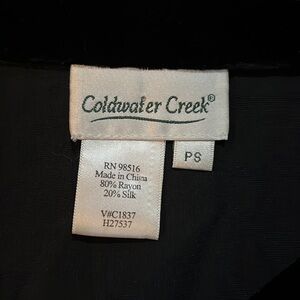 Coldwater Creek®
PS
RN 98516
Made in China
80% Rayon
20% Silk
V#C1837
H27537